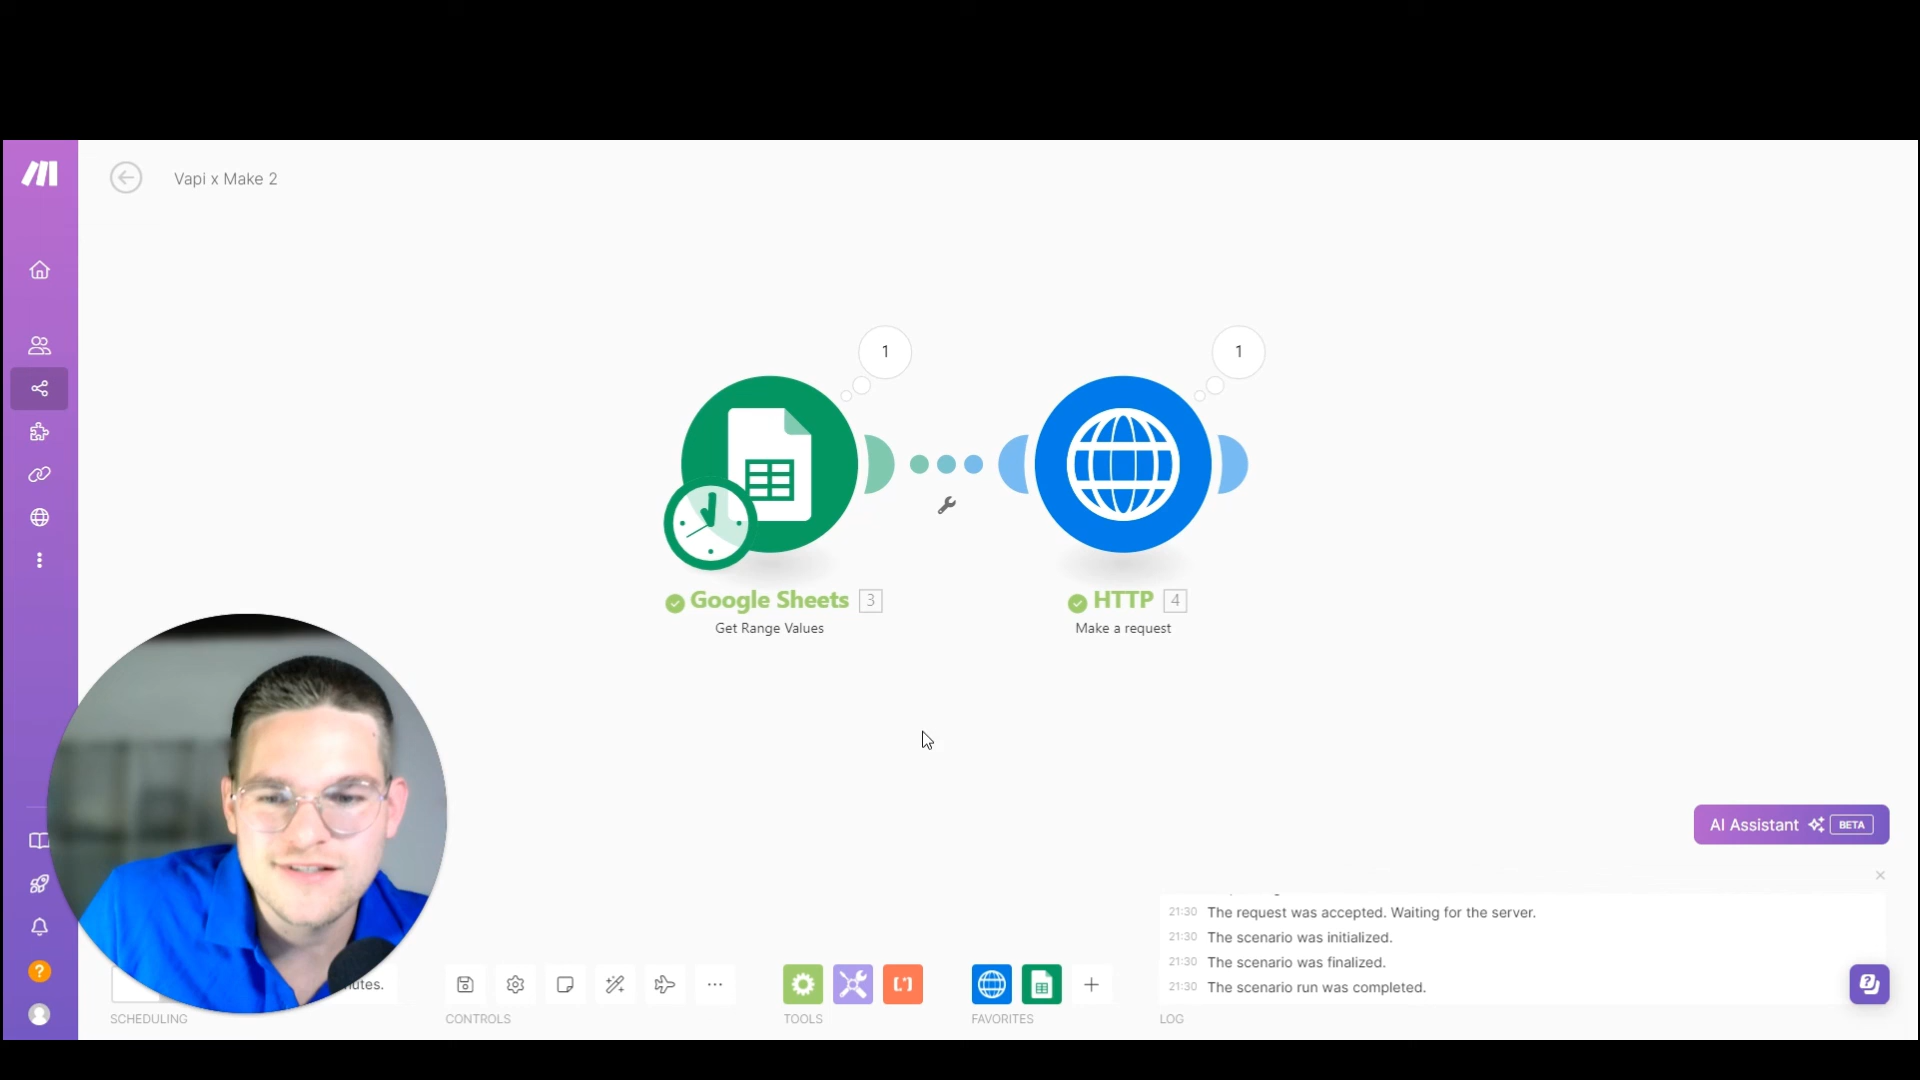 Vapi x Make 2
1
1
Google Sheets 3
Get Range Values
HTTP 4
Make a request
AI Assistant BETA
21:30 The request was accepted. Waiting for the server.
21:30 The scenario was initialized.
21:30 The scenario was finalized.
21:30 The scenario run was completed.
SCHEDULING
CONTROLS
TOOLS
FAVORITES
LOG